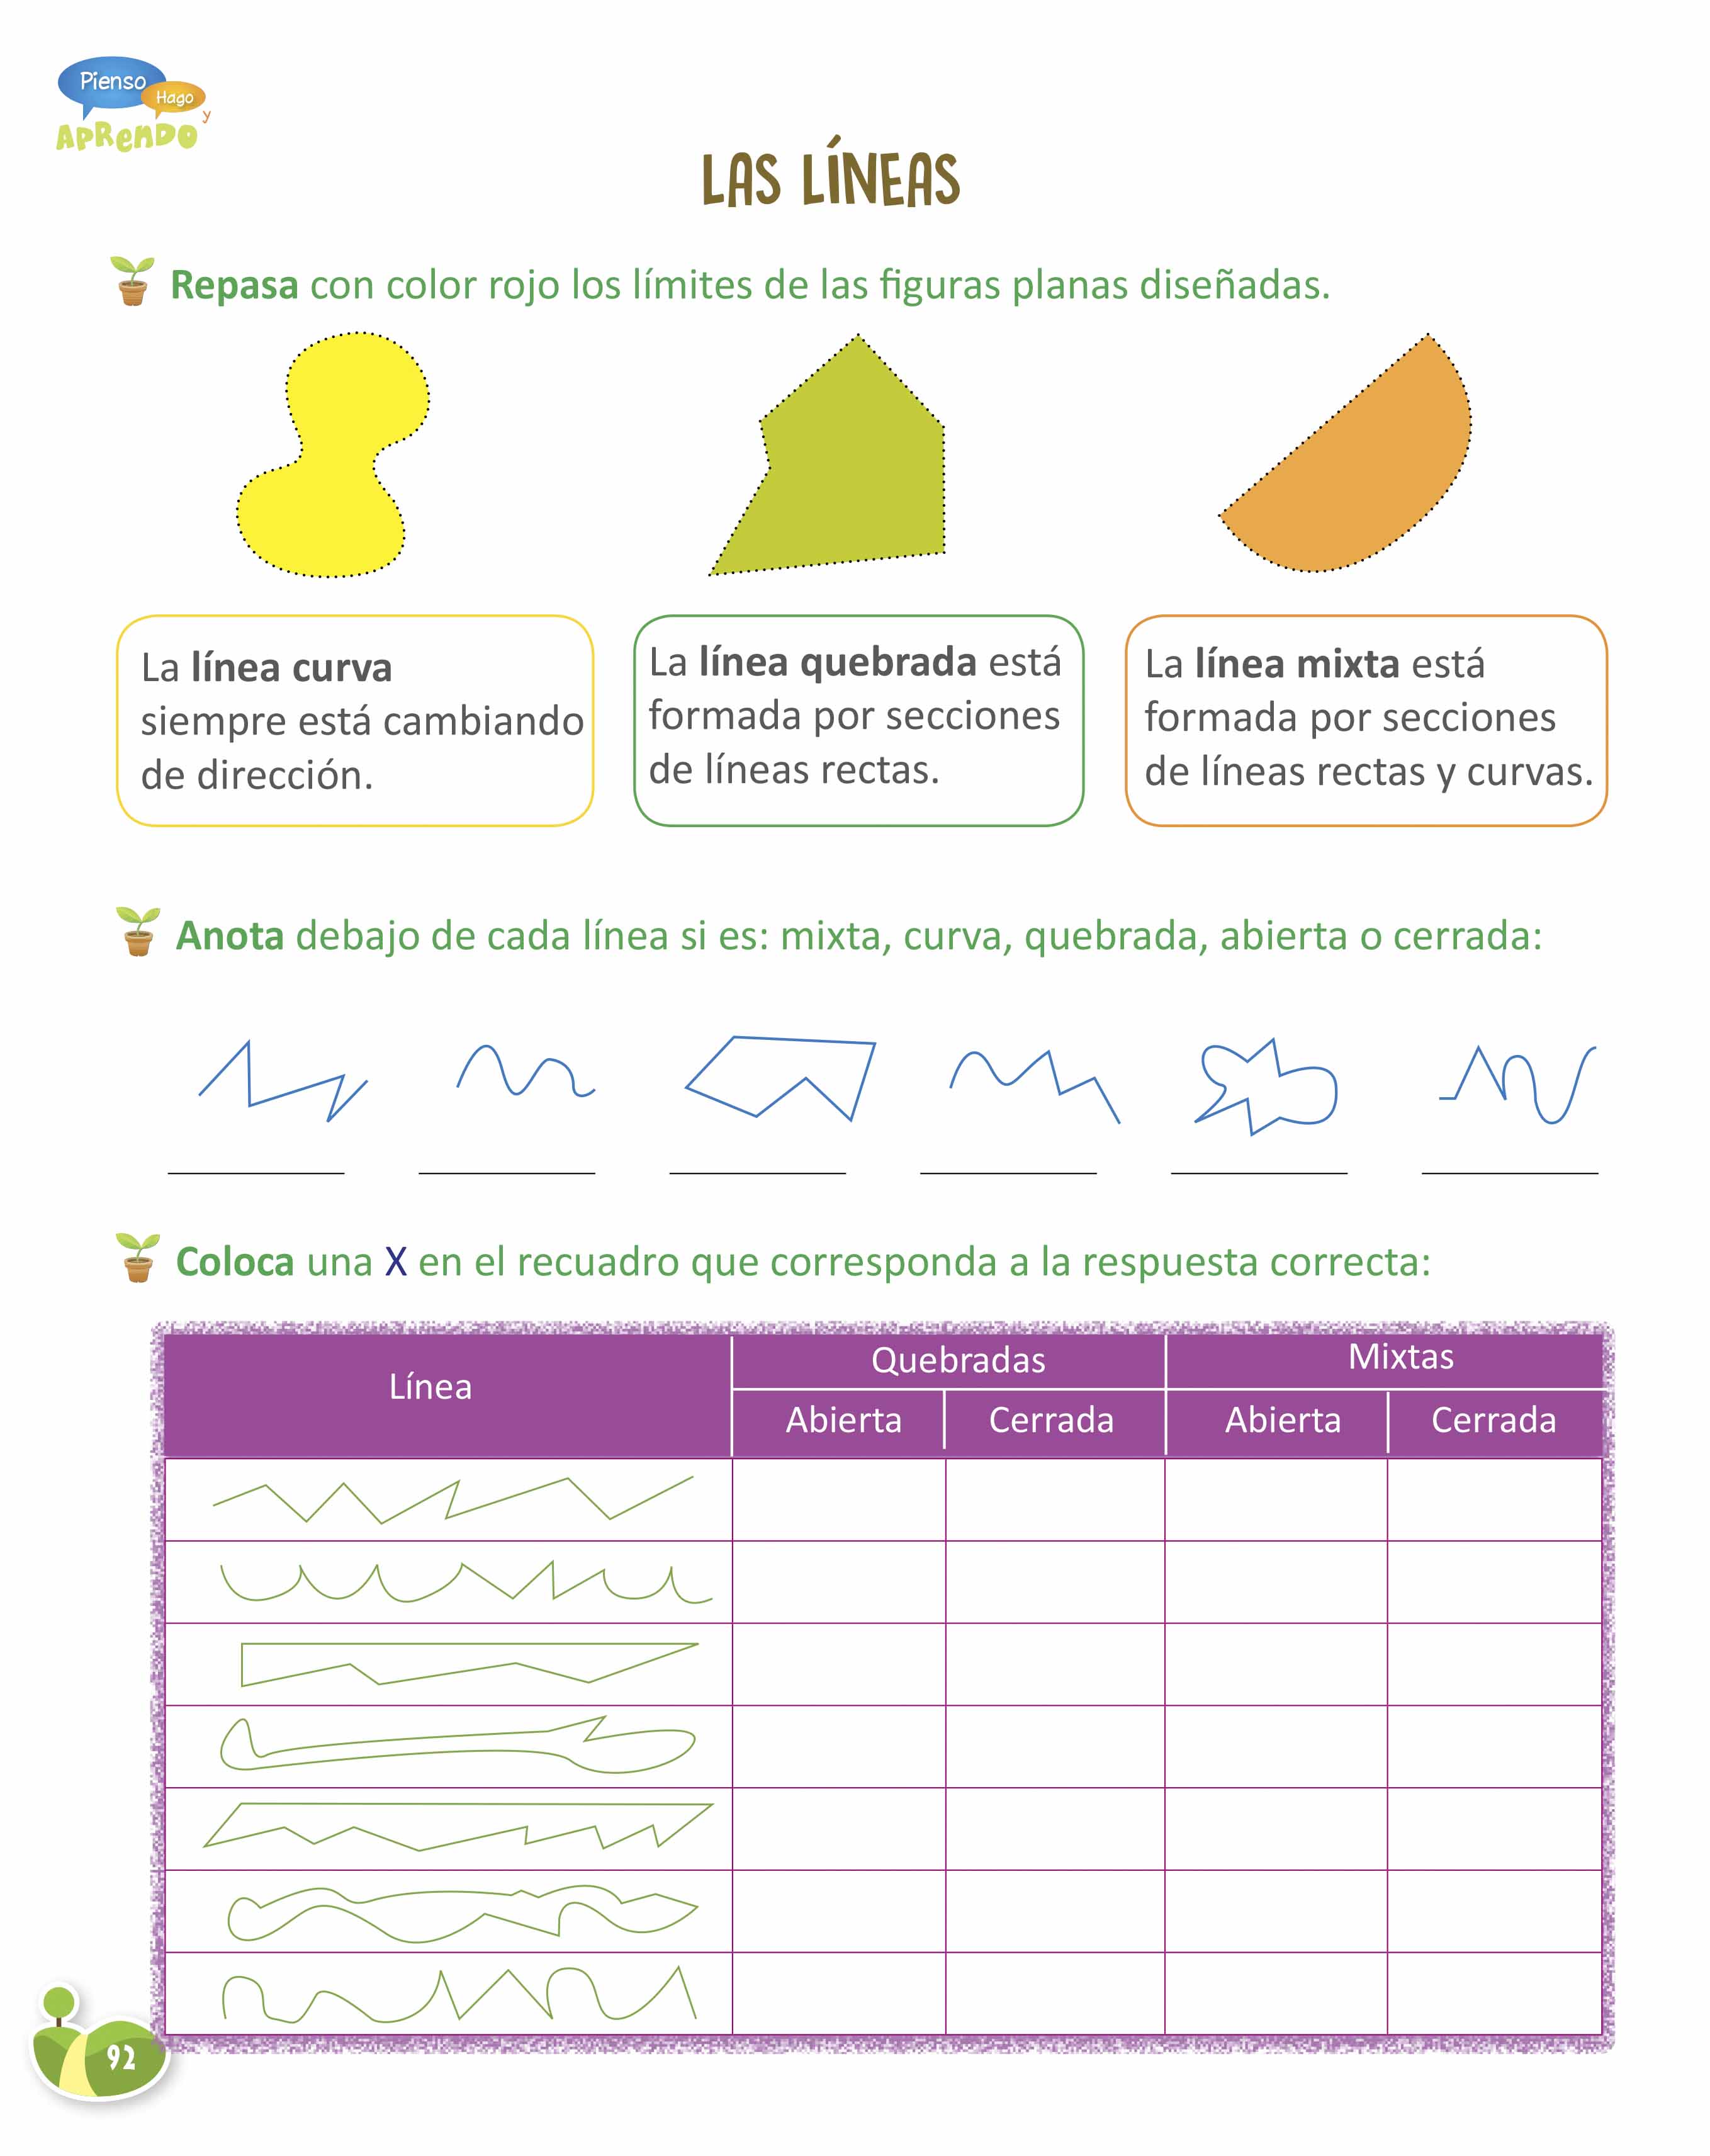 Pienso
Hago
y
APRENDO
LAS LÍNEAS
Repasa con color rojo los límites de las figuras planas diseñadas.
La línea curva
siempre está cambiando
de dirección.
La línea quebrada está
formada por secciones
de líneas rectas.
La línea mixta está
formada por secciones
de líneas rectas y curvas.
Anota debajo de cada línea si es: mixta, curva, quebrada, abierta o cerrada:
Coloca una X en el recuadro que corresponda a la respuesta correcta:
Línea
Quebradas
Mixtas
Abierta
Cerrada
Abierta
Cerrada
92